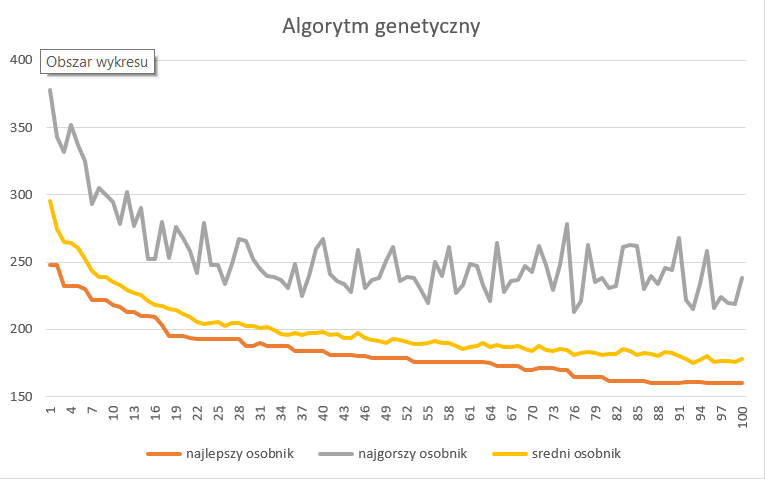 Algorytm genetyczny
400
Obszar wykresu
350
300
250
200
150
1 4 7 10 13 16 19 22 25 28 31 34 37 40 43 46 49 52 55 58 61 64 67 70 73 76 79 82 85 88 91 94 97 100
najlepszy osobnik najgorszy osobnik sredni osobnik